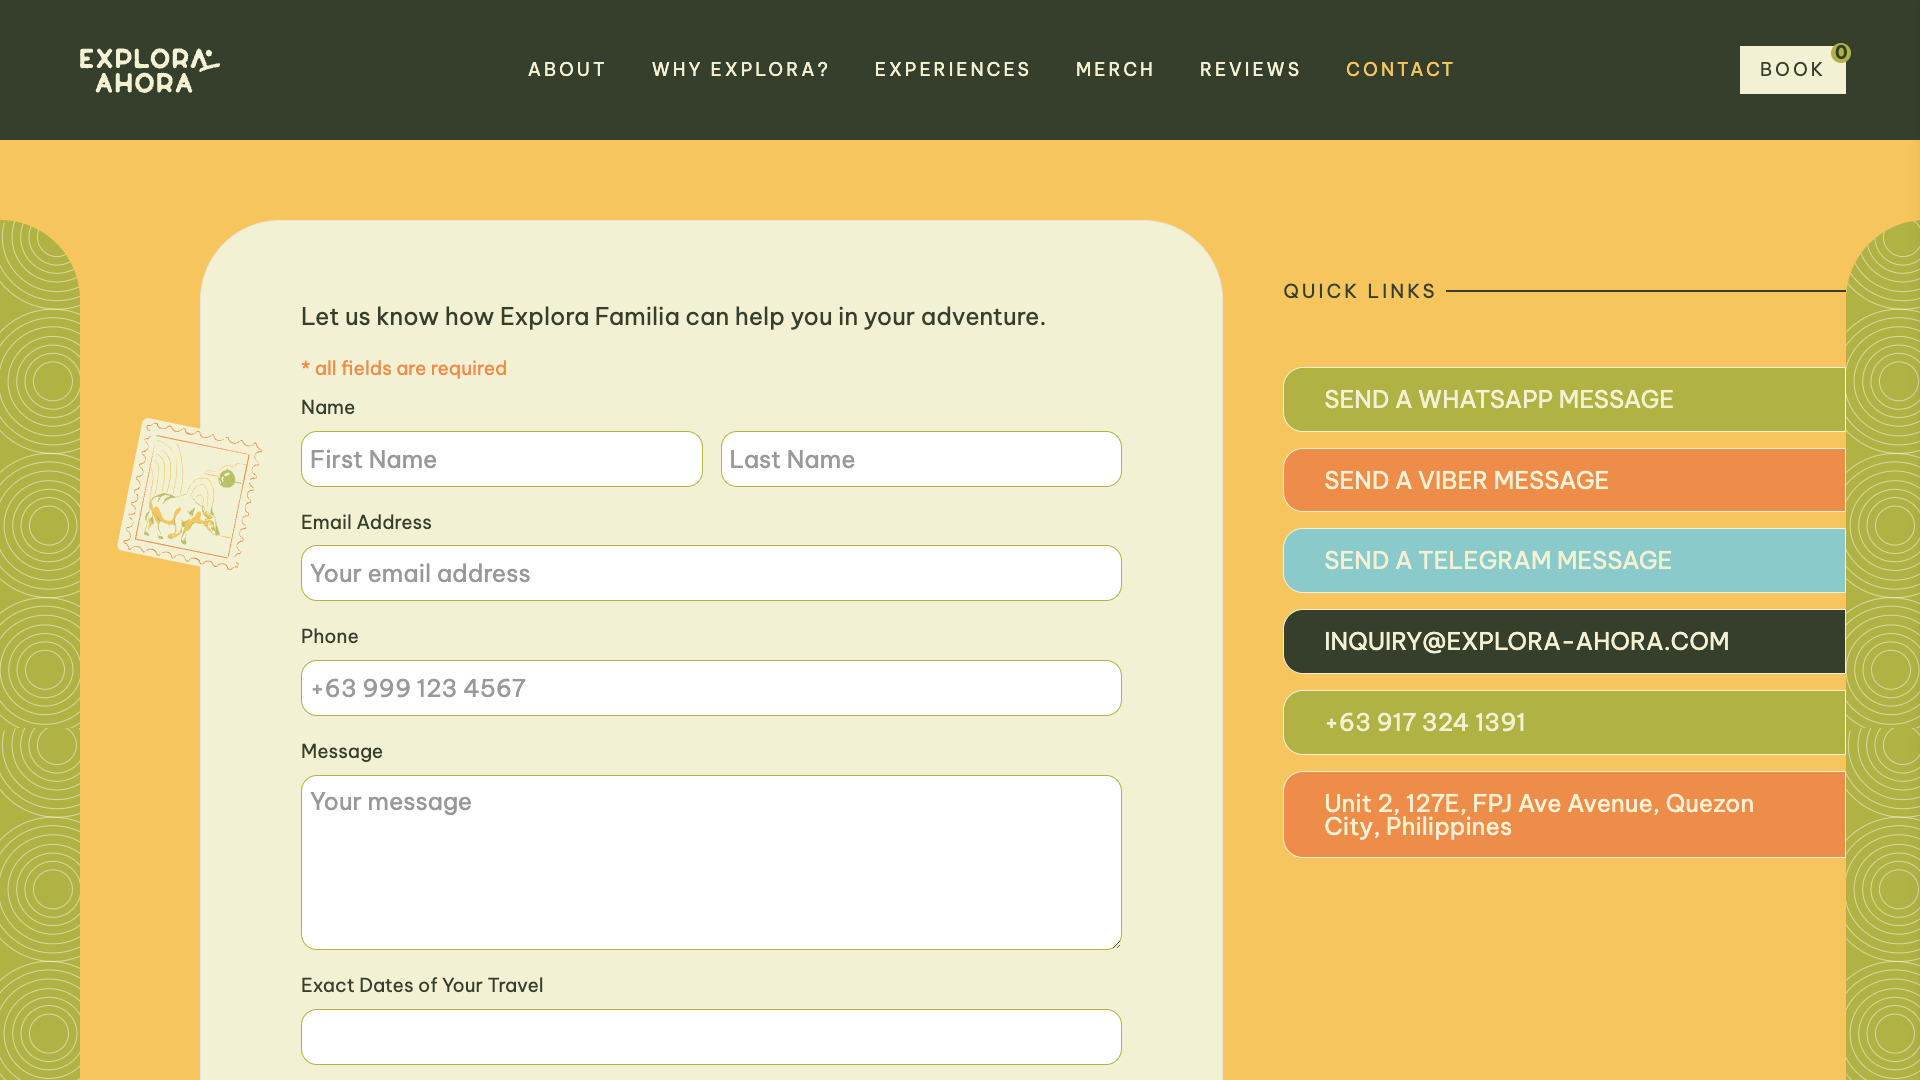 EXPLORA
AHORA
ABOUT
WHY EXPLORA?
EXPERIENCES
MERCH
REVIEWS
CONTACT
BOOK
0
Let us know how Explora Familia can help you in your adventure.
* all fields are required
Name
First Name
Last Name
Email Address
Your email address
Phone
+63 999 123 4567
Message
Your message
Exact Dates of Your Travel
QUICK LINKS
SEND A WHATSAPP MESSAGE
SEND A VIBER MESSAGE
SEND A TELEGRAM MESSAGE
INQUIRY@EXPLORA-AHORA.COM
+63 917 324 1391
Unit 2, 127E, FPJ Ave Avenue, Quezon
City, Philippines